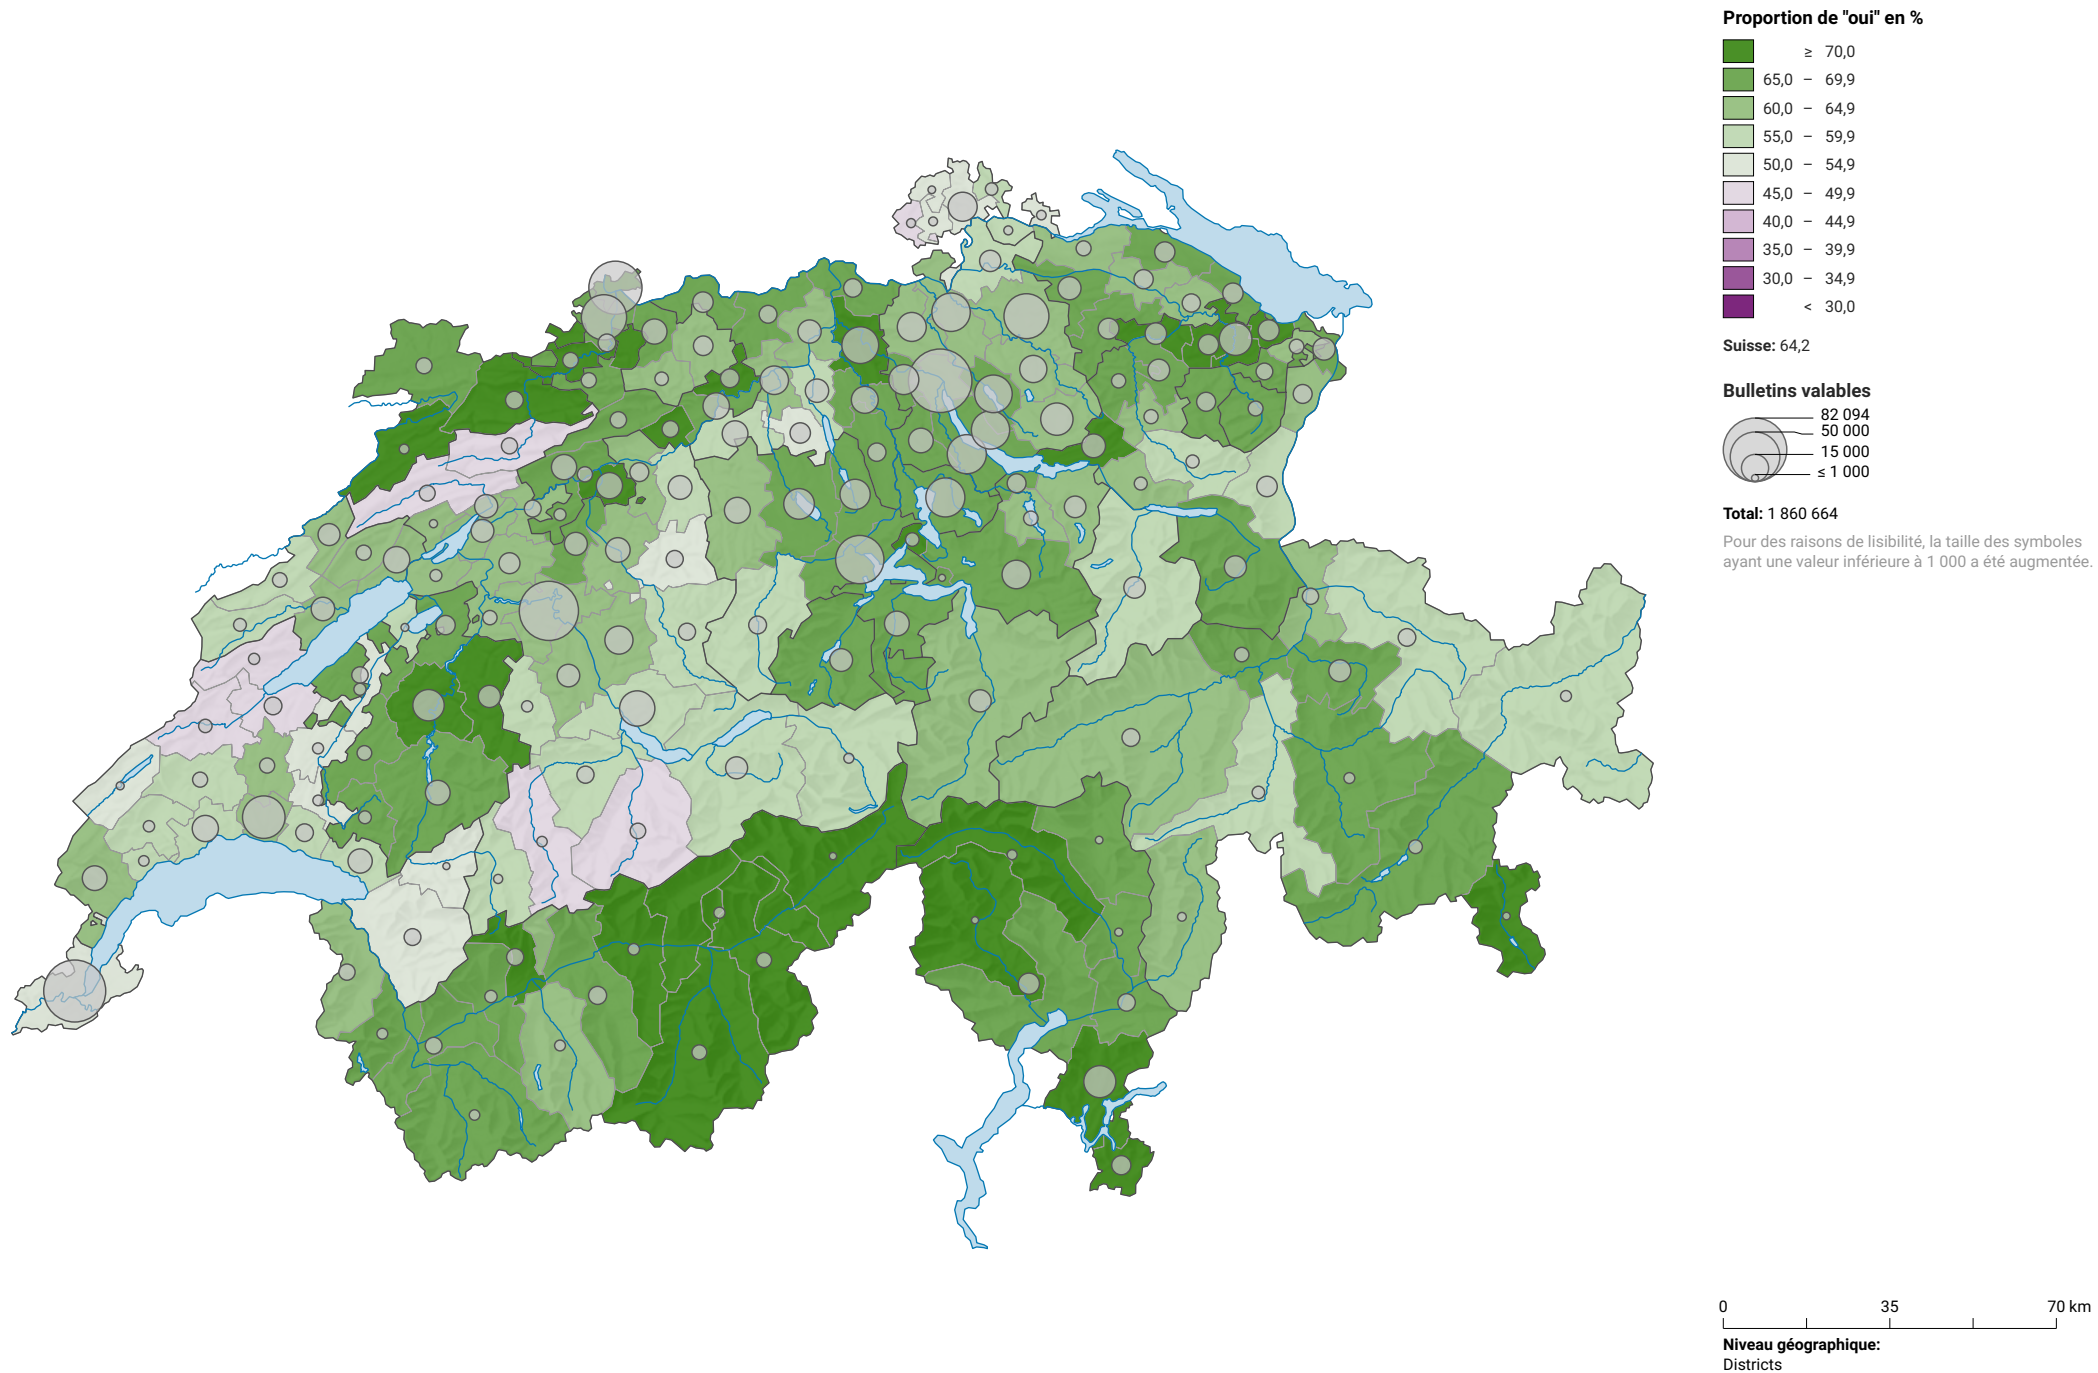 Proportion de "oui" en %
≥ 70,0
65,0 – 69,9
60,0 – 64,9
55,0 – 59,9
50,0 – 54,9
45,0 – 49,9
40,0 – 44,9
35,0 – 39,9
30,0 – 34,9
< 30,0
Suisse: 64,2
Bulletins valables
82 094
50 000
15 000
≤ 1 000
Total: 1 860 664
Pour des raisons de lisibilité, la taille des symboles
ayant une valeur inférieure à 1 000 a été augmentée.
0 35 70 km
Niveau géographique:
Districts